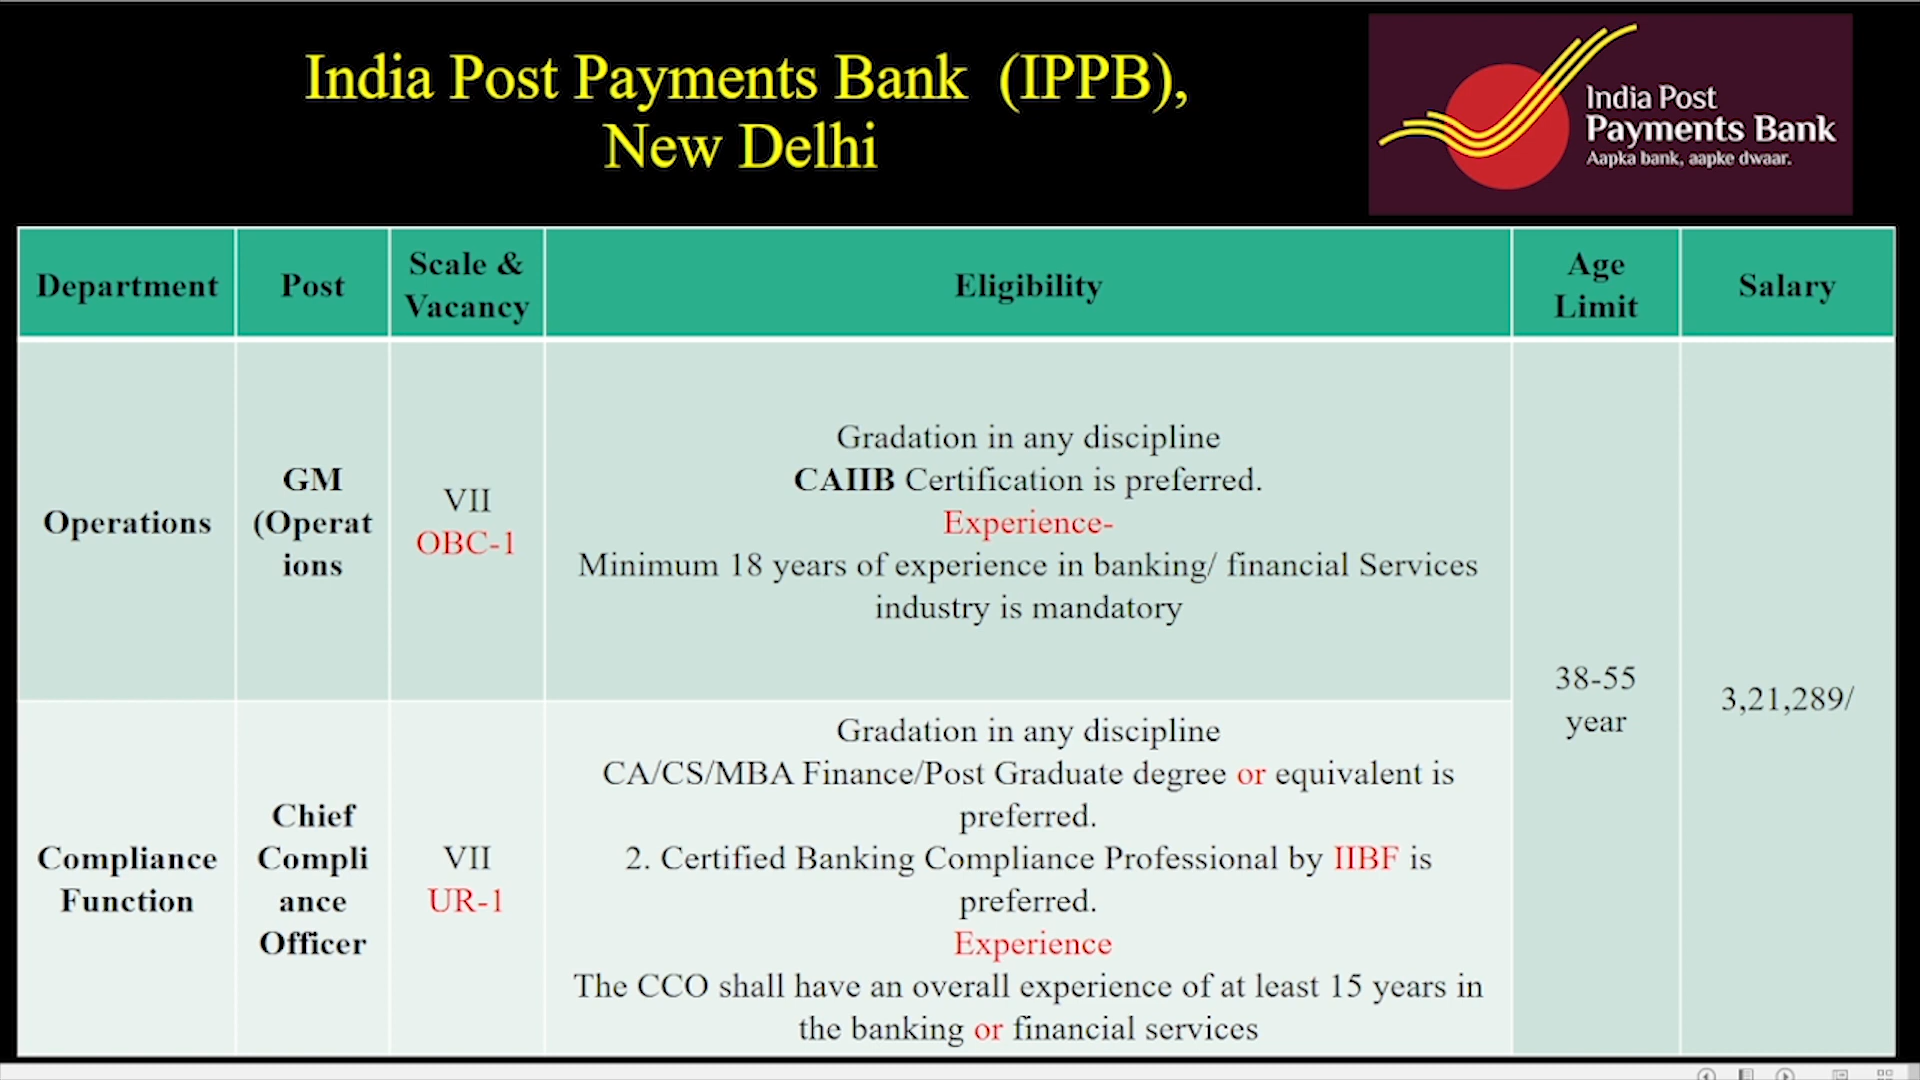 India Post Payments Bank (IPPB),
New Delhi
India Post
Payments Bank
Aapka bank, aapke dwaar.
Department
Post
Scale &
Vacancy
Eligibility
Age
Limit
Salary
Operations
GM
(Operat
ions
VII
OBC-1
Gradation in any discipline
CAIIB Certification is preferred.
Experience-
Minimum 18 years of experience in banking/ financial Services
industry is mandatory
38-55
year
3,21,289/
Compliance
Function
Chief
Compli
ance
Officer
VII
UR-1
Gradation in any discipline
CA/CS/MBA Finance/Post Graduate degree or equivalent is
preferred.
2. Certified Banking Compliance Professional by IIBF is
preferred.
Experience
The CCO shall have an overall experience of at least 15 years in
the banking or financial services